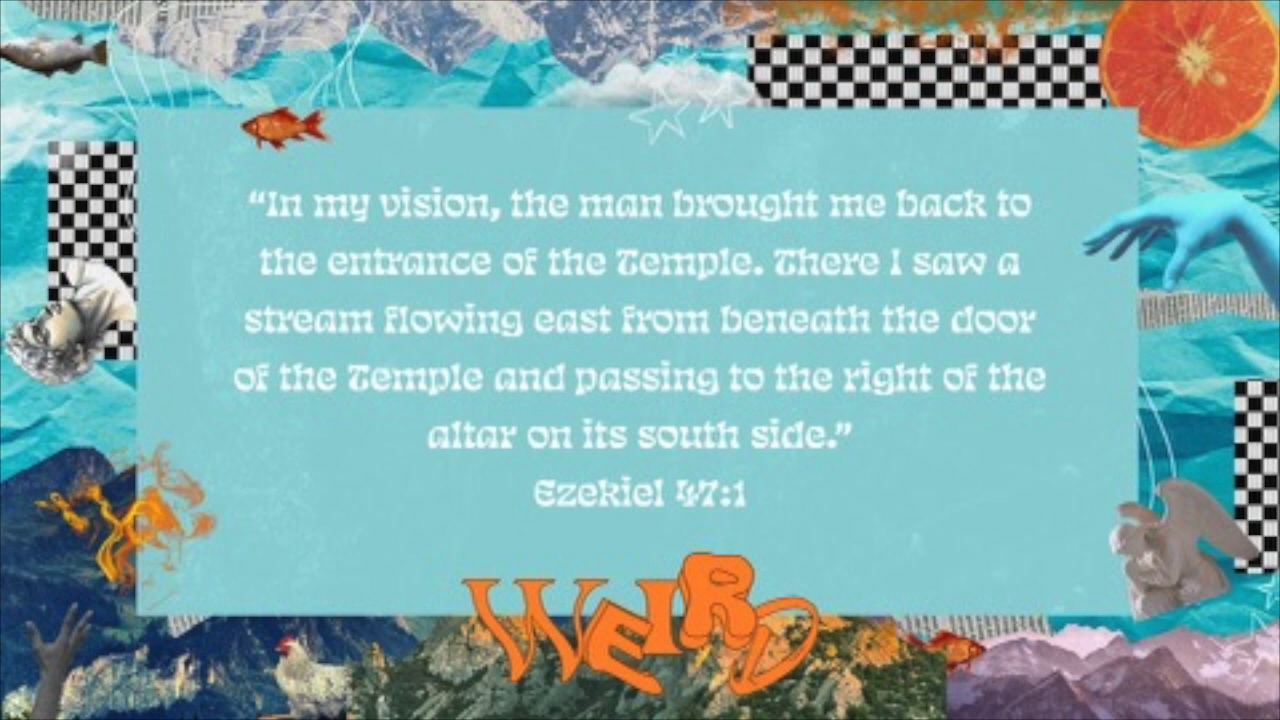 “In my vision, the man brought me back to
the entrance of the Temple. There I saw a
stream flowing east from beneath the door
of the Temple and passing to the right of the
altar on its south side.”
Ezekiel 47:1
WEIRD